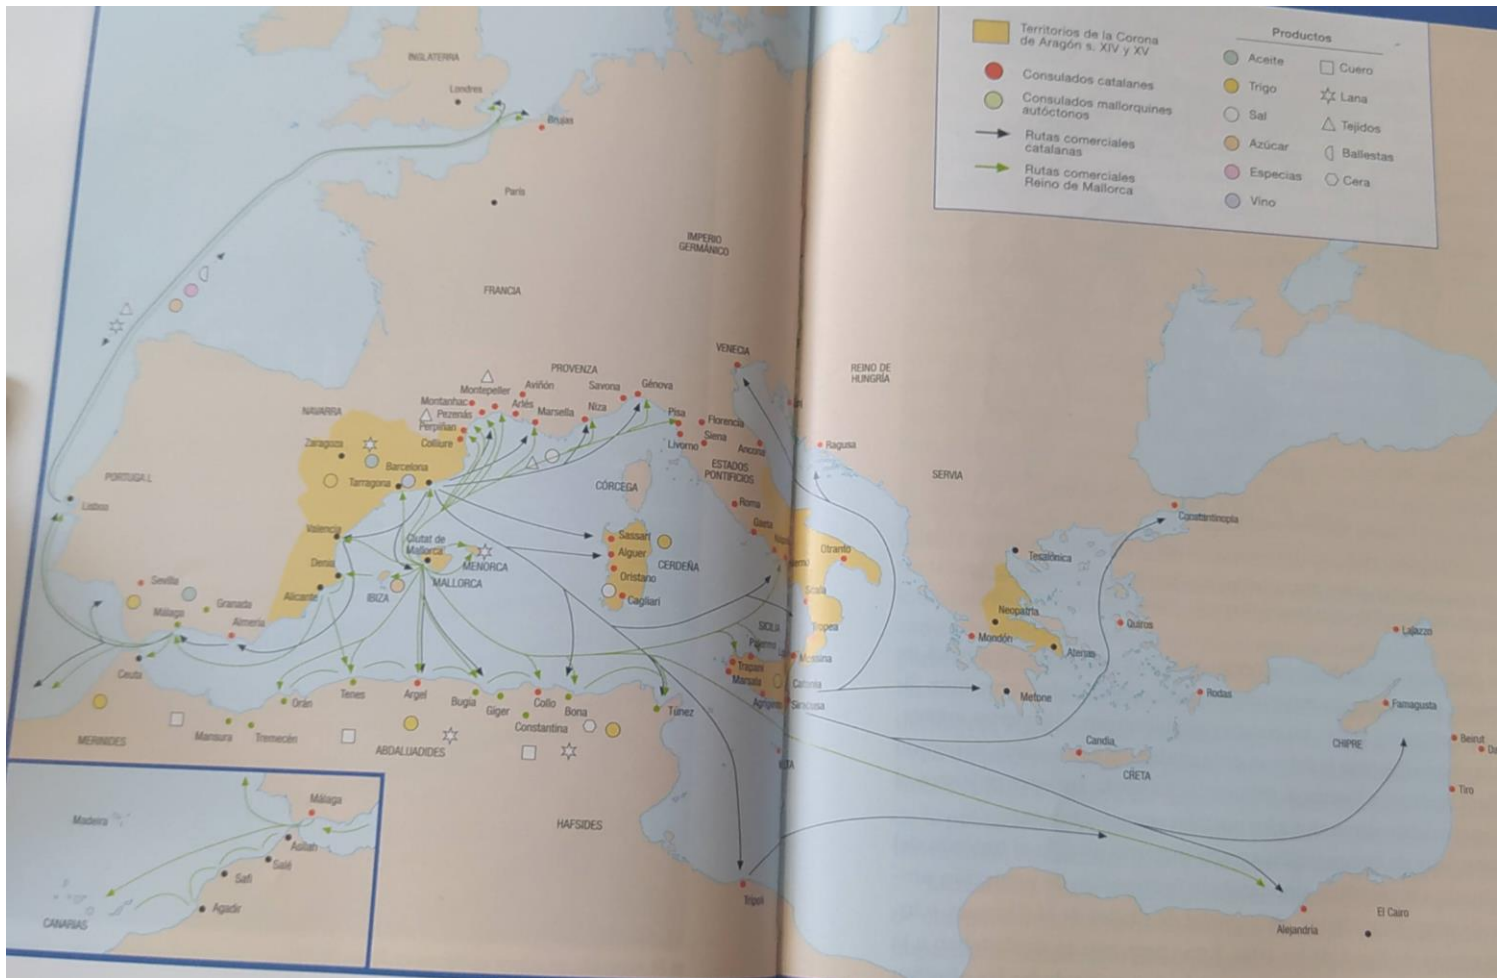 Territorios de la Corona
de Aragón s. XIV y XV
Consulados catalanes
Consulados mallorquines
autóctonos
Rutas comerciales
catalanas
Rutas comerciales
Reino de Mallorca
Productos
Aceite
Trigo
Sal
Azúcar
Especias
Vino
Cuero
Lana
Tejidos
Ballestas
Cera
INGLATERRA
Londres
Brujas
París
IMPERIO
GERMÁNICO
FRANCIA
VENECIA
REINO DE
HUNGRÍA
PROVENZA
Montepeller
Aviñón
Savona
Génova
Montanhac
Arlés
Pezenás
Marsella
Niza
Perpiñan
Colliure
Pisa
Florencia
Livorno
Siena
Ancona
Ragusa
ESTADOS
PONTIFICIOS
NAVARRA
Zaragoza
Barcelona
Tarragona
CÓRCEGA
SERVIA
PORTUGAL
Lisboa
Roma
Gaeta
Constantinopla
Valencia
Ciutat de
Mallorca
MENORCA
MALLORCA
Sassari
Alguer
CERDEÑA
Oristano
Cagliari
Otranto
Tesalónica
Denia
IBIZA
Alicante
Sevilla
Málaga
Granada
Almería
Scala
Tropea
SICILIA
Neopatria
Mondón
Atenas
Quíros
Lajazzo
Ceuta
Palermo
Messina
Trapani
Marsala
Catania
Siracusa
Metone
Rodas
Famagusta
Orán
Tenes
Argel
Bugía
Giger
Collo
Bona
Constantina
Túnez
Mansura
Tremecén
MERINIDES
ABDALUADIDES
HAFSIDES
Candia
CRETA
CHIPRE
Beirut
Tiro
Trípoli
Alejandría
El Cairo
Málaga
Madeira
Asilah
Salé
Safi
Agadir
CANARIAS